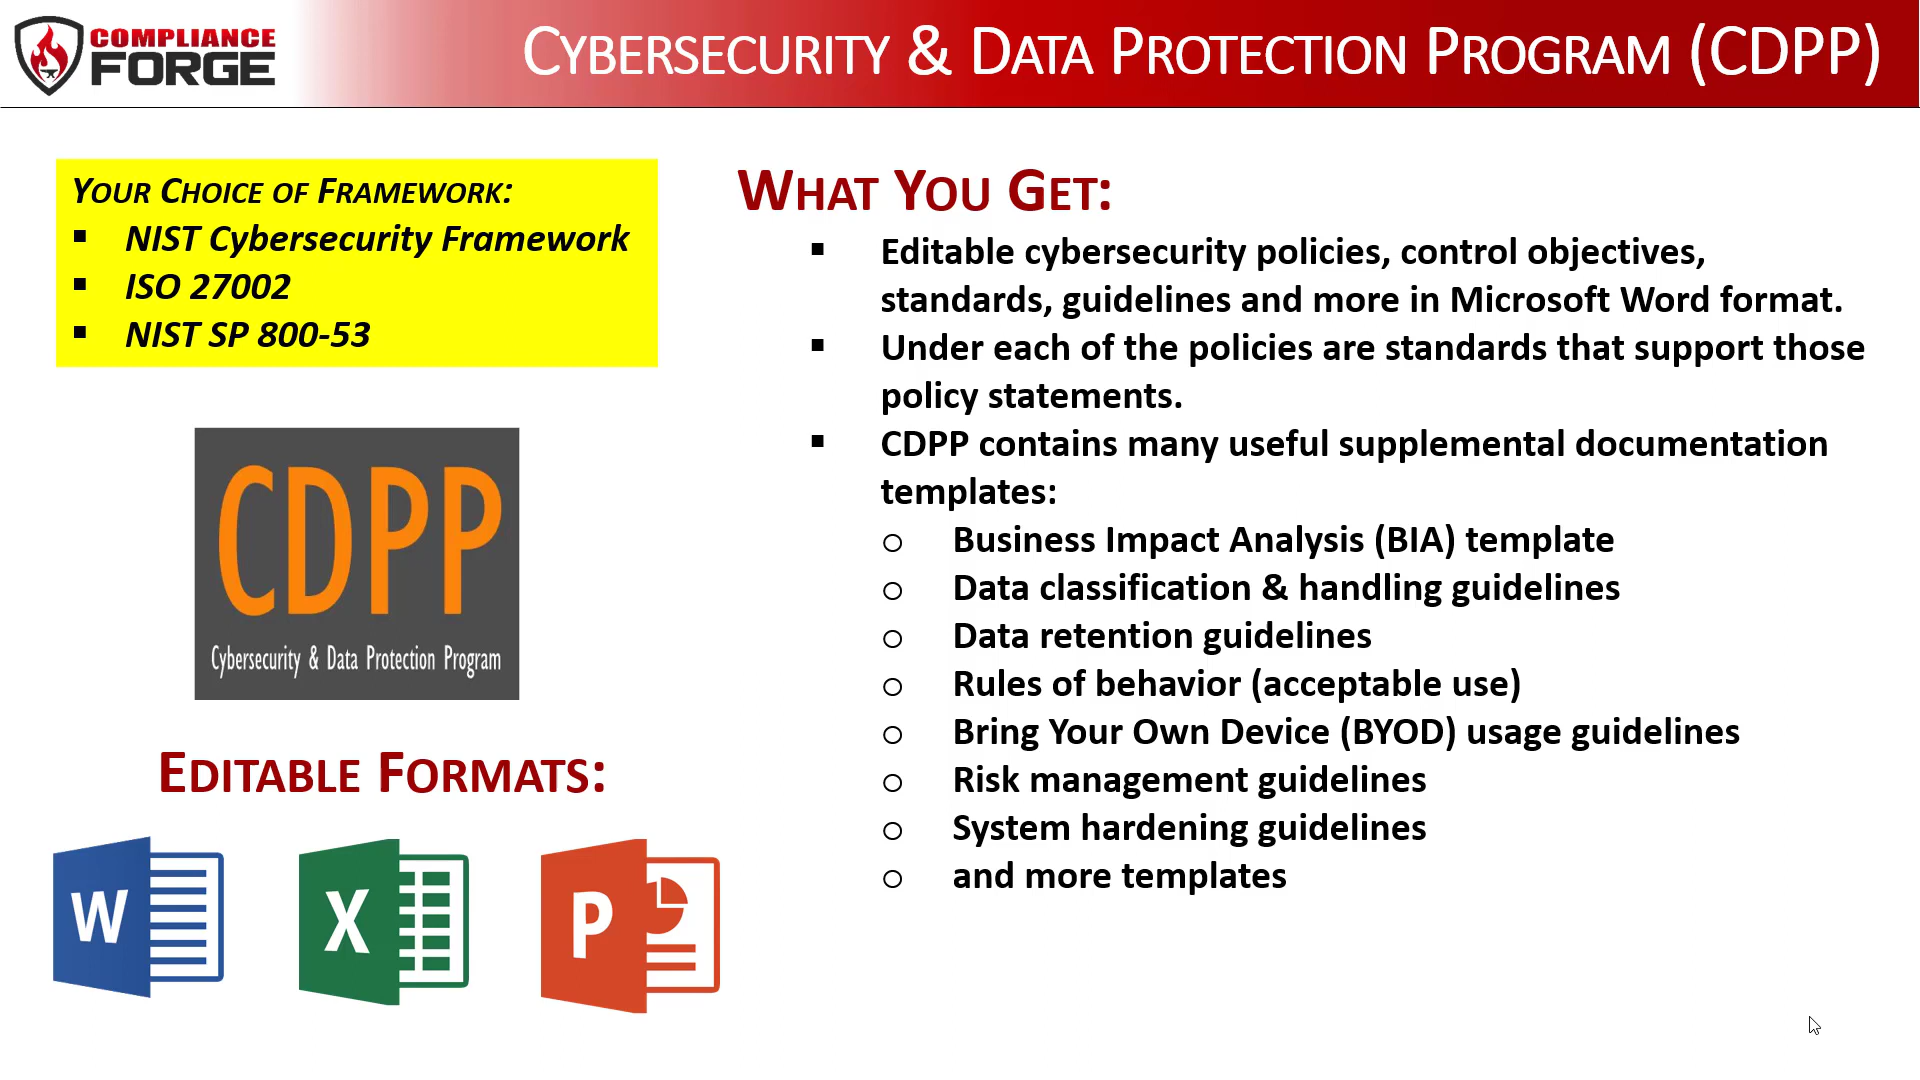 COMPLIANCE
FORGE
CYBERSECURITY & DATA PROTECTION PROGRAM (CDPP)
YOUR CHOICE OF FRAMEWORK:
▪ NIST Cybersecurity Framework
▪ ISO 27002
▪ NIST SP 800-53
CDPP
Cybersecurity & Data Protection Program
EDITABLE FORMATS:
W
X
P
WHAT YOU GET:
▪ Editable cybersecurity policies, control objectives,
standards, guidelines and more in Microsoft Word format.
▪ Under each of the policies are standards that support those
policy statements.
▪ CDPP contains many useful supplemental documentation
templates:
o Business Impact Analysis (BIA) template
o Data classification & handling guidelines
o Data retention guidelines
o Rules of behavior (acceptable use)
o Bring Your Own Device (BYOD) usage guidelines
o Risk management guidelines
o System hardening guidelines
o and more templates